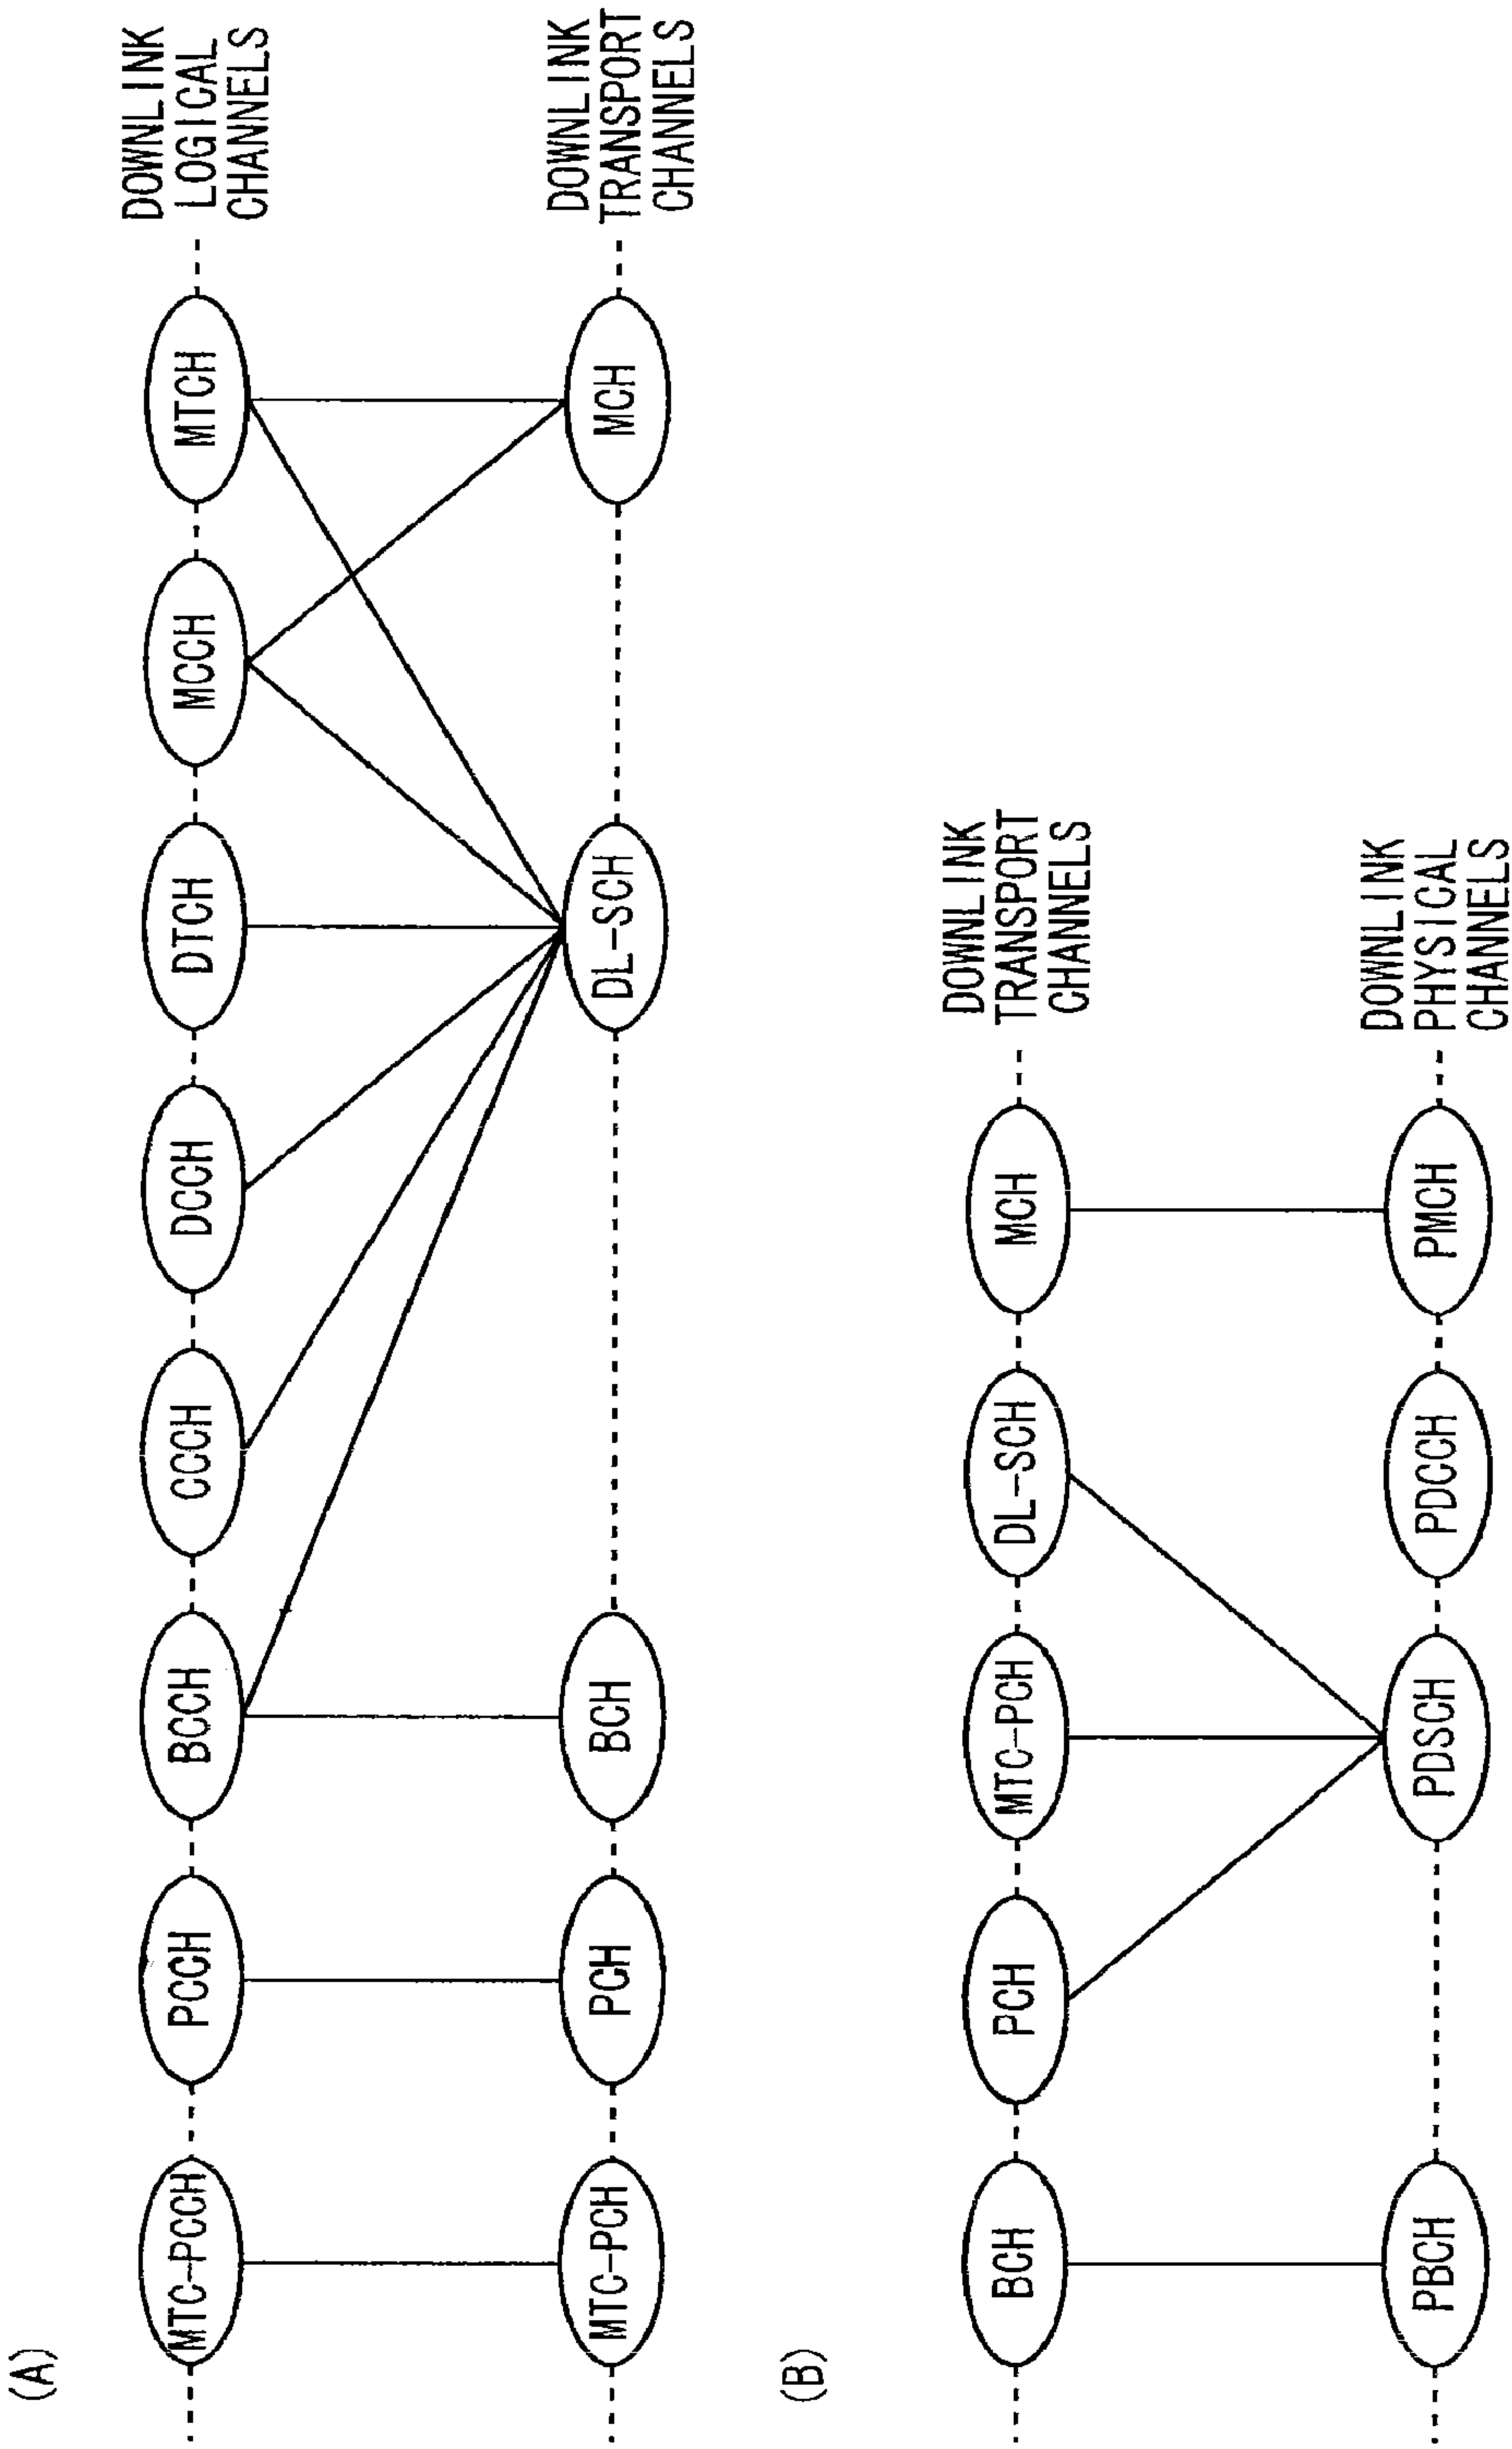 (A)
DOWNLINK
LOGICAL
CHANNELS
MTC-PCCH
PCCH
BCCH
CCCH
DCCH
DTCH
MCCH
MTCH
DOWNLINK
TRANSPORT
CHANNELS
MTC-PCH
PCH
BCH
DL-SCH
MCH
(B)
DOWNLINK
TRANSPORT
CHANNELS
BCH
PCH
MTC-PCH
DL-SCH
MCH
DOWNLINK
PHYSICAL
CHANNELS
PBCH
PDSCH
PDCCH
PMCH